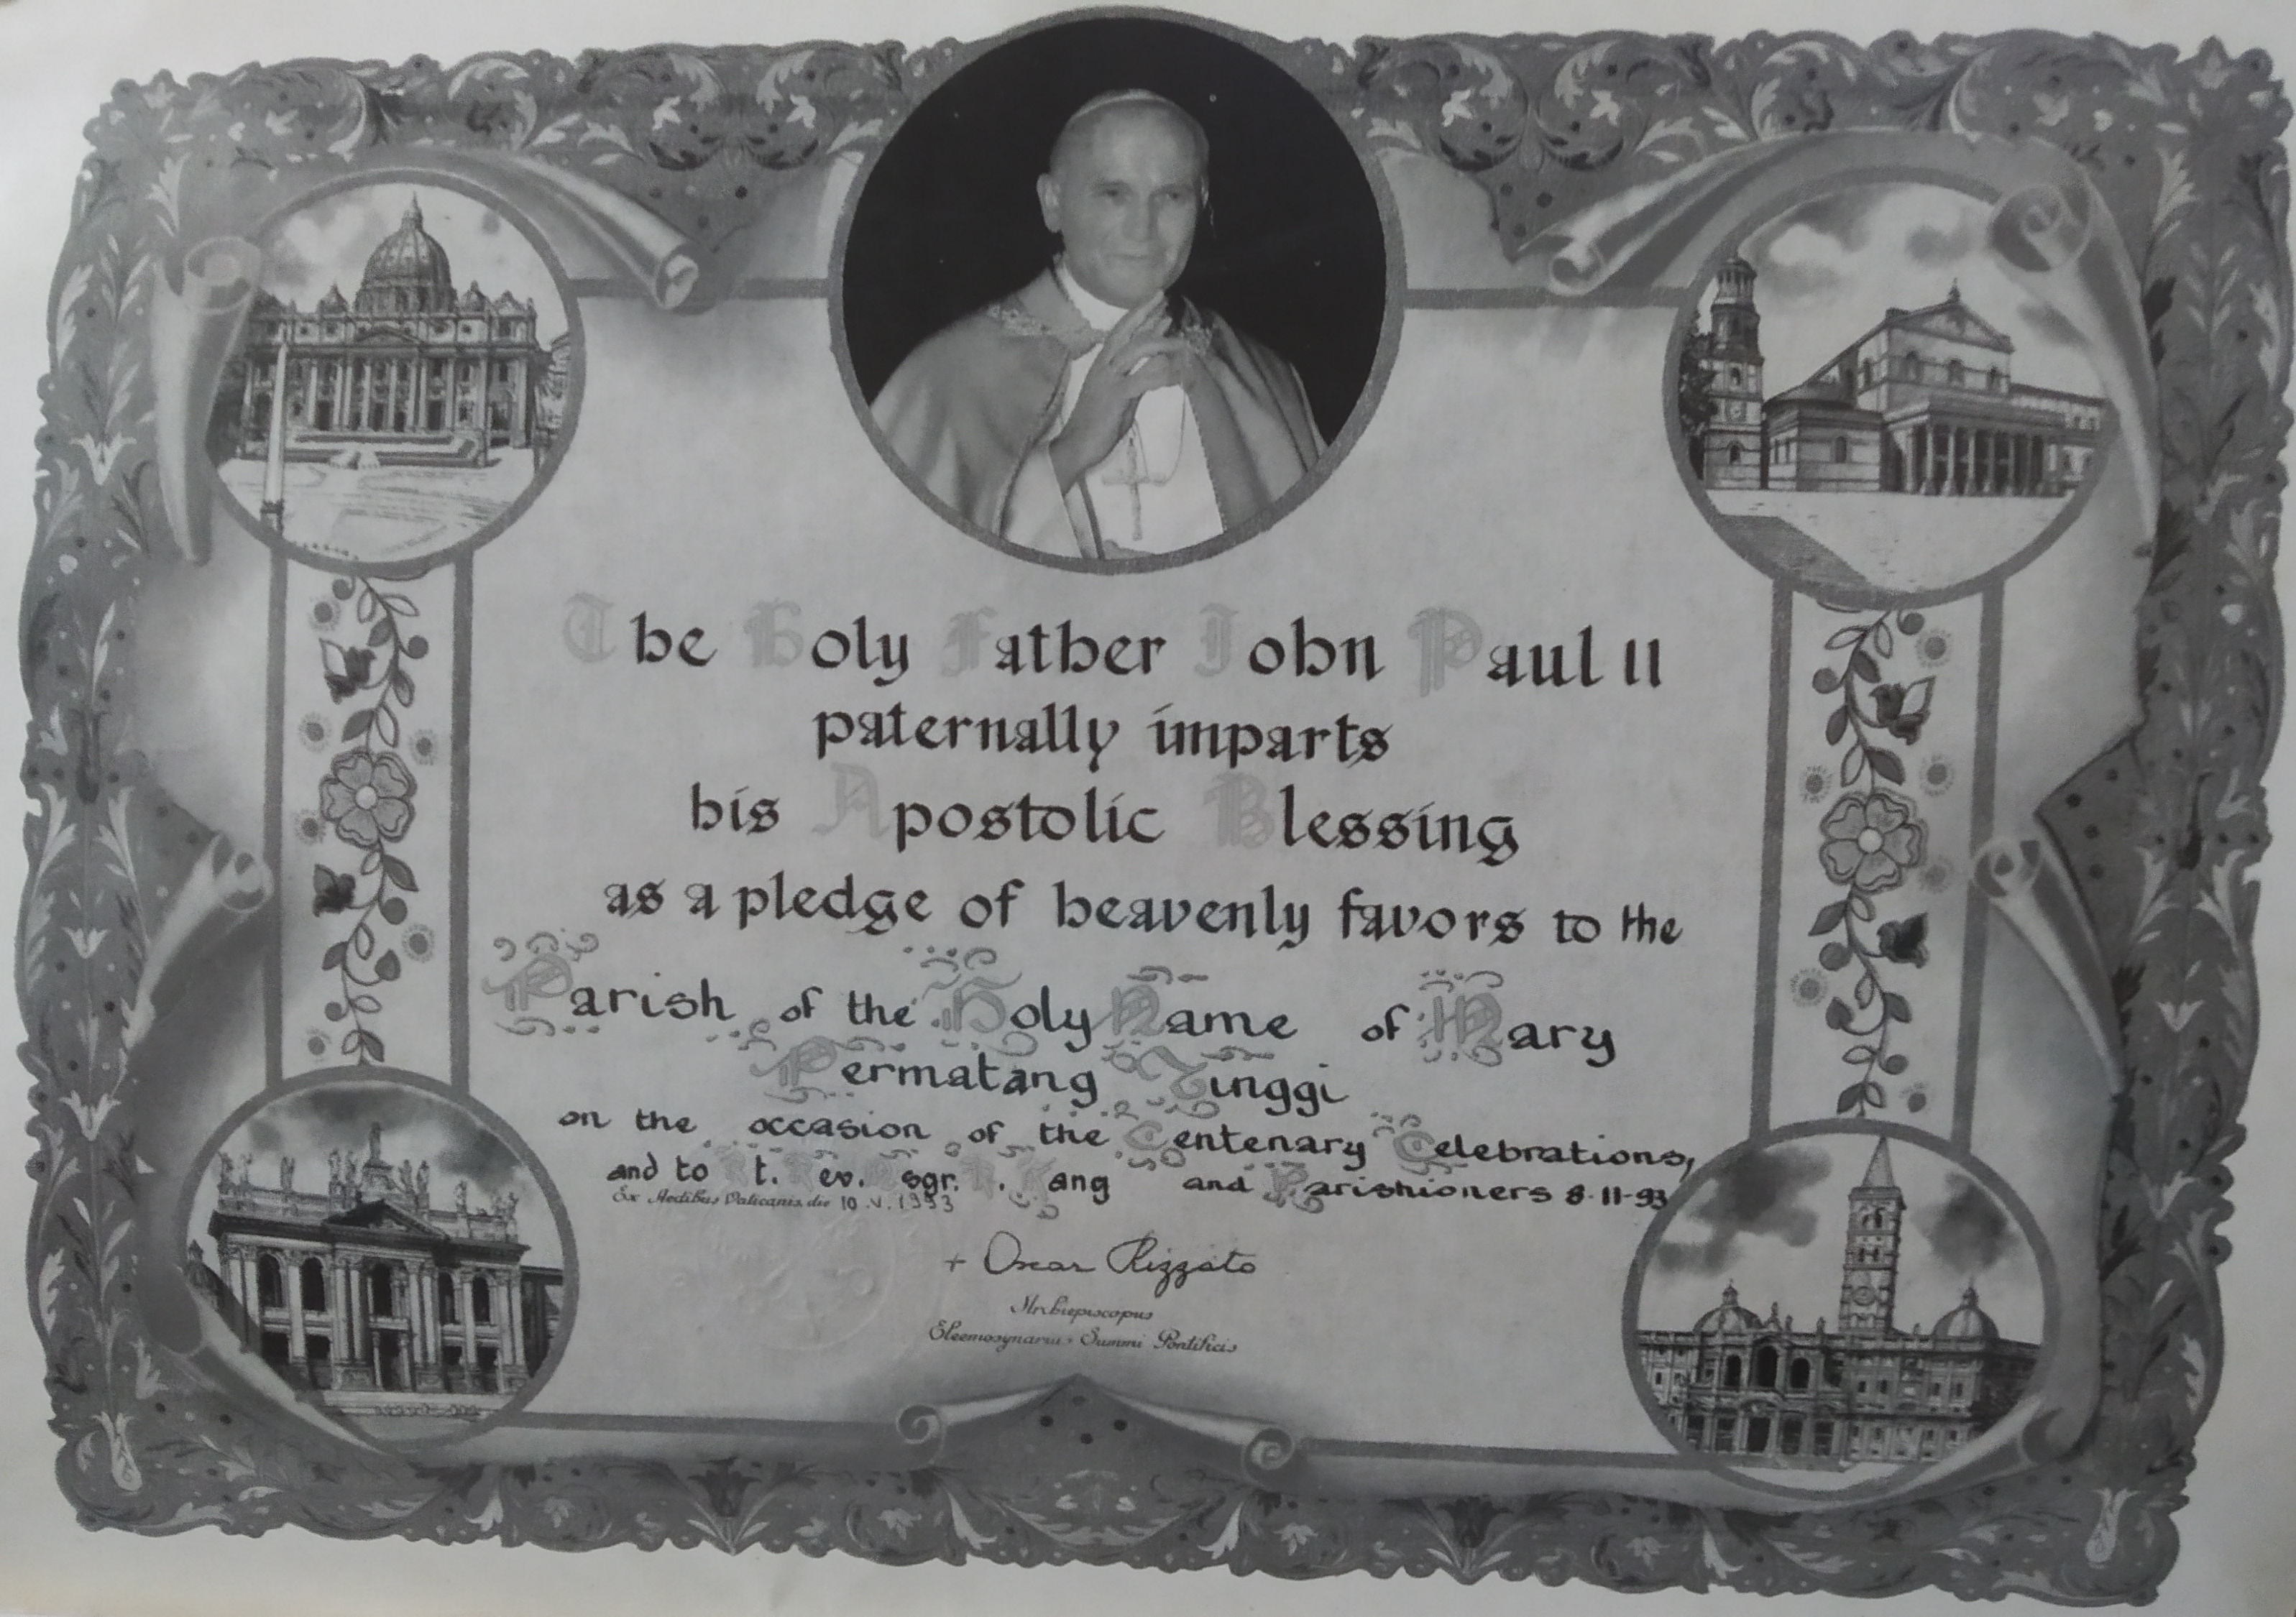 The Holy Father John Paul II
paternally imparts
his Apostolic Blessing
as a pledge of heavenly favors to the
Parish of the Holy Name of Mary
Permatang Tinggi
on the occasion of the Centenary Celebrations,
and to Rt. Rev. Msgr. Kang and Parishioners 8-11-93
Ex Aedibus Vaticanis, die 10.V.1993
+ Oscar Rizzato
Archiepiscopus
Eleemosynarius Summi Pontificis